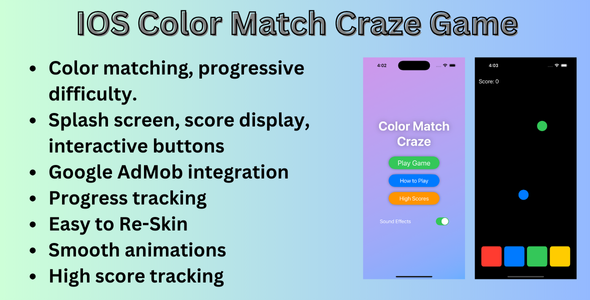 IOS Color Match Craze Game
• Color matching, progressive
difficulty.
• Splash screen, score display,
interactive buttons
• Google AdMob integration
• Progress tracking
• Easy to Re-Skin
• Smooth animations
• High score tracking
4:02
Color Match
Craze
Play Game
How to Play
High Scores
Sound Effects
4:03
Score: 0